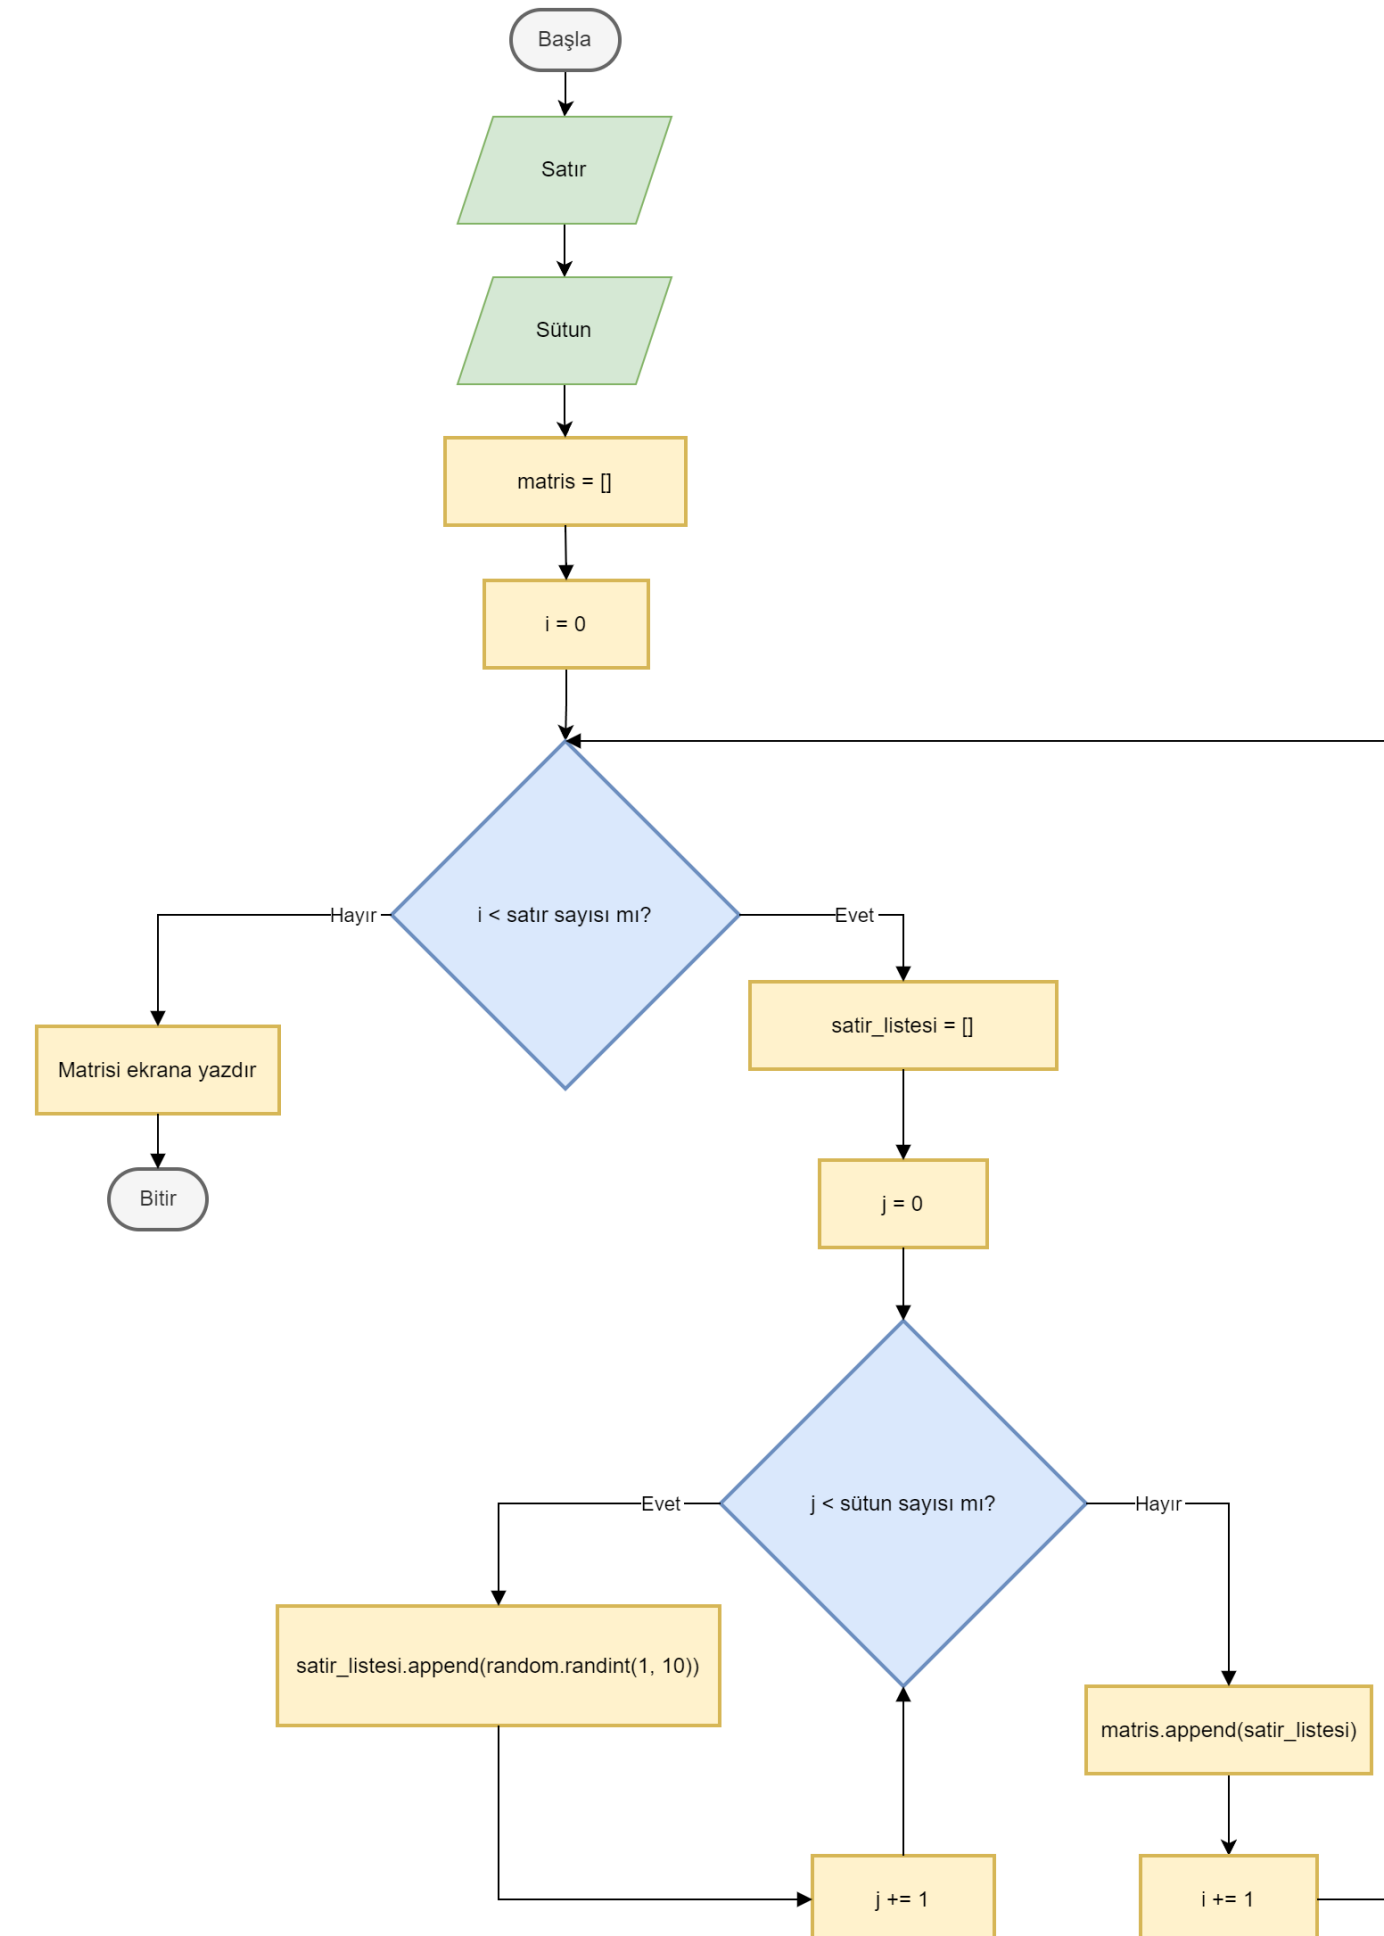 Başla
Satır
Sütun
matris = []
i = 0
i < satır sayısı mı?
Hayır
Evet
Matrisi ekrana yazdır
Bitir
satir_listesi = []
j = 0
j < sütun sayısı mı?
Evet
Hayır
satir_listesi.append(random.randint(1, 10))
matris.append(satir_listesi)
j += 1
i += 1